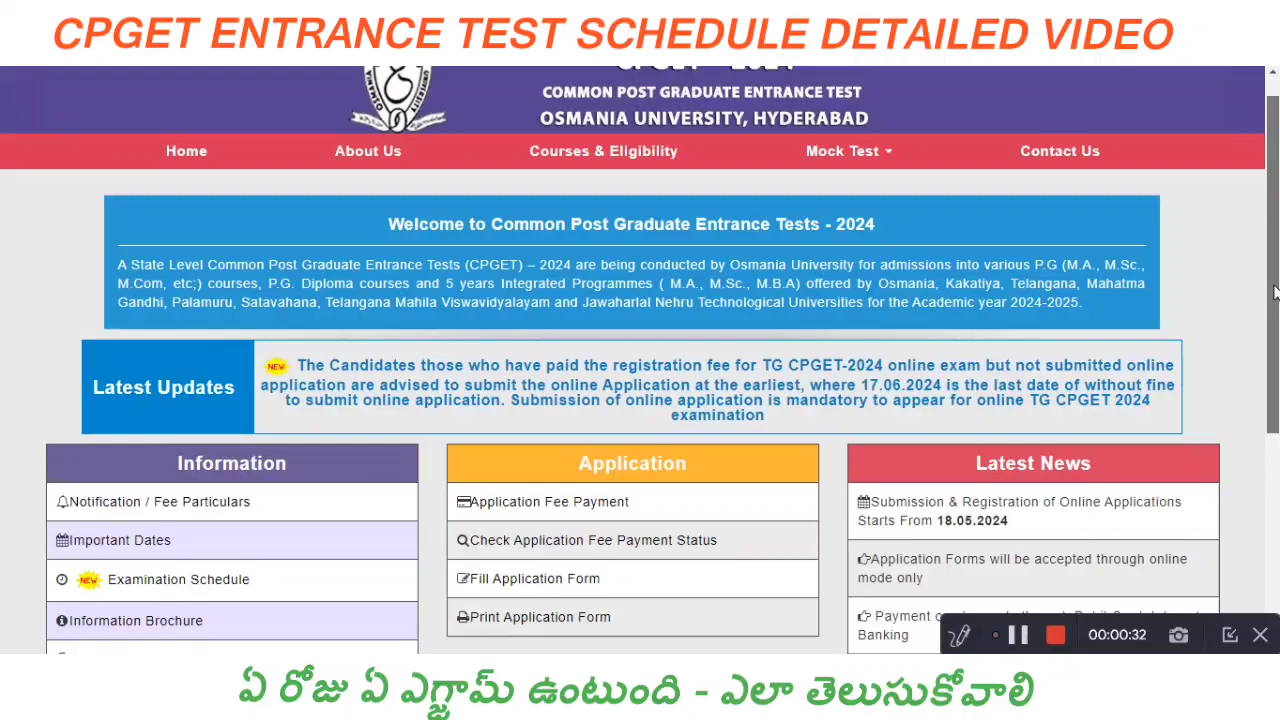 CPGET ENTRANCE TEST SCHEDULE DETAILED VIDEO
COMMON POST GRADUATE ENTRANCE TEST
OSMANIA UNIVERSITY, HYDERABAD
Home About Us Courses & Eligibility Mock Test Contact Us
Welcome to Common Post Graduate Entrance Tests - 2024
A State Level Common Post Graduate Entrance Tests (CPGET) – 2024 are being conducted by Osmania University for admissions into various P.G (M.A., M.Sc.,
M.Com, etc;) courses, P.G. Diploma courses and 5 years Integrated Programmes ( M.A., M.Sc., M.B.A) offered by Osmania, Kakatiya, Telangana, Mahatma
Gandhi, Palamuru, Satavahana, Telangana Mahila Viswavidyalayam and Jawaharlal Nehru Technological Universities for the Academic year 2024-2025.
Latest Updates
NEW The Candidates those who have paid the registration fee for TG CPGET-2024 online exam but not submitted online
application are advised to submit the online Application at the earliest, where 17.06.2024 is the last date of without fine
to submit online application. Submission of online application is mandatory to appear for online TG CPGET 2024
examination
Information
Notification / Fee Particulars
Important Dates
NEW Examination Schedule
Information Brochure
Application
Application Fee Payment
Check Application Fee Payment Status
Fill Application Form
Print Application Form
Latest News
Submission & Registration of Online Applications
Starts From 18.05.2024
Application Forms will be accepted through online
mode only
Payment
Banking
00:00:32
ఏ రోజు ఏ ఎగ్జామ్ ఉంటుంది - ఎలా తెలుసుకోవాలి